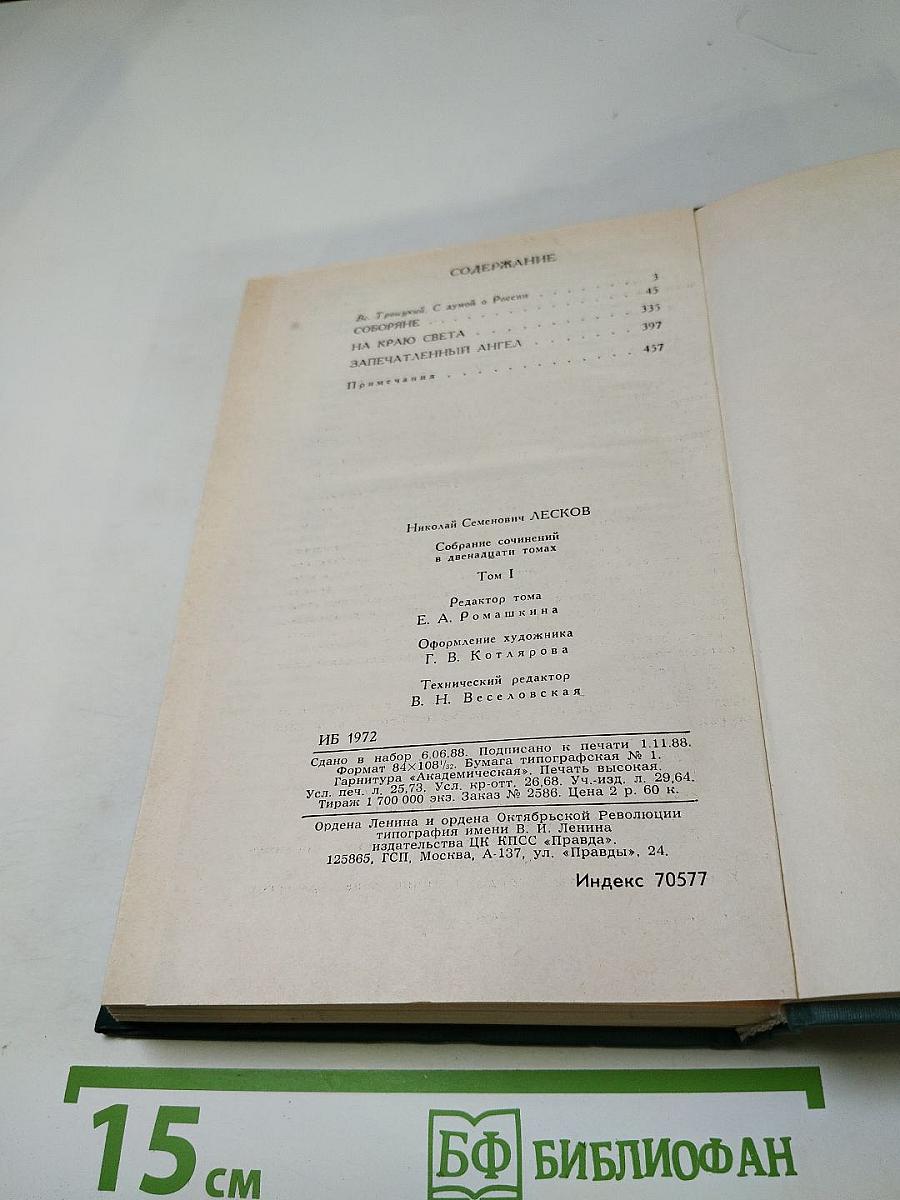 СОДЕРЖАНИЕ
Вс. Троицкий. С думой о России . . . . . . . 3
СОБОРЯНЕ . . . . . . . . . . . . 45
НА КРАЮ СВЕТА . . . . . . . . . . 335
ЗАПЕЧАТЛЕННЫЙ АНГЕЛ . . . . . . . 397
Примечания . . . . . . . . . . . . 457
Николай Семенович ЛЕСКОВ
Собрание сочинений
в двенадцати томах
Том I
Редактор тома
Е. А. Ромашкина
Оформление художника
Г. В. Котлярова
Технический редактор
В. Н. Веселовская
ИБ 1972
Сдано в набор 6.06.88. Подписано к печати 1.11.88.
Формат 84×108¹/₃₂. Бумага типографская № 1.
Гарнитура «Академическая». Печать высокая.
Усл. печ. л. 25,73. Усл. кр-отт. 26,68. Уч.-изд. л. 29,64.
Тираж 1 700 000 экз. Заказ № 2586. Цена 2 р. 60 к.
Ордена Ленина и ордена Октябрьской Революции
типография имени В. И. Ленина
издательства ЦК КПСС «Правда».
125865, ГСП, Москва, А-137, ул. «Правды», 24.
Индекс 70577
15 см
БФ БИБЛИОФАН